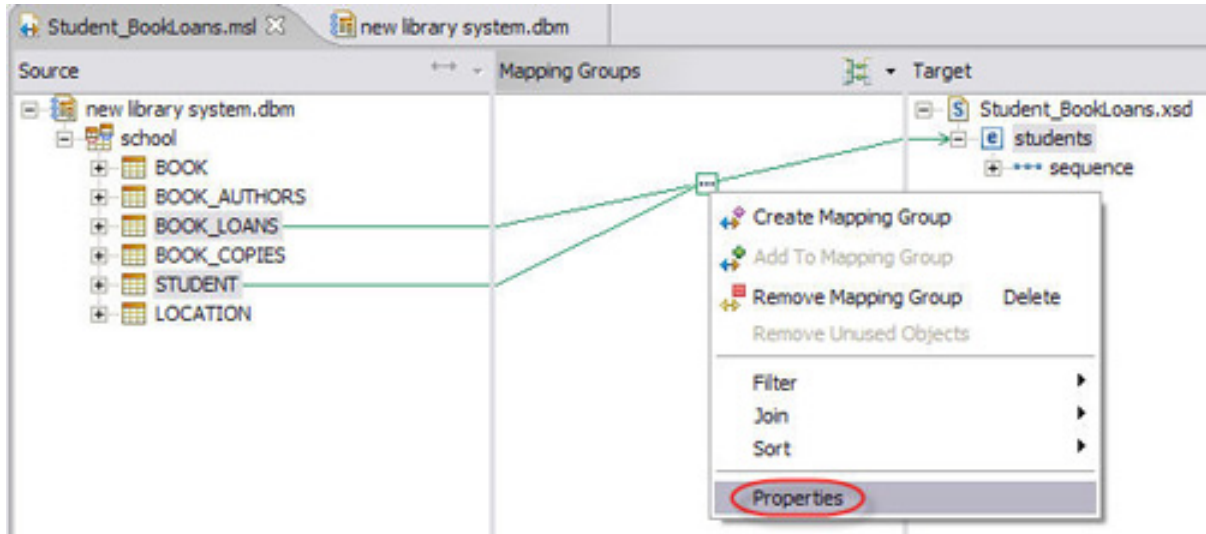 Student_BookLoans.msl new library system.dbm
Source Mapping Groups Target
new library system.dbm Student_BookLoans.xsd
school students
BOOK sequence
BOOK_AUTHORS
BOOK_LOANS Create Mapping Group
BOOK_COPIES Add To Mapping Group
STUDENT Remove Mapping Group Delete
LOCATION Remove Unused Objects
Filter
Join
Sort
Properties